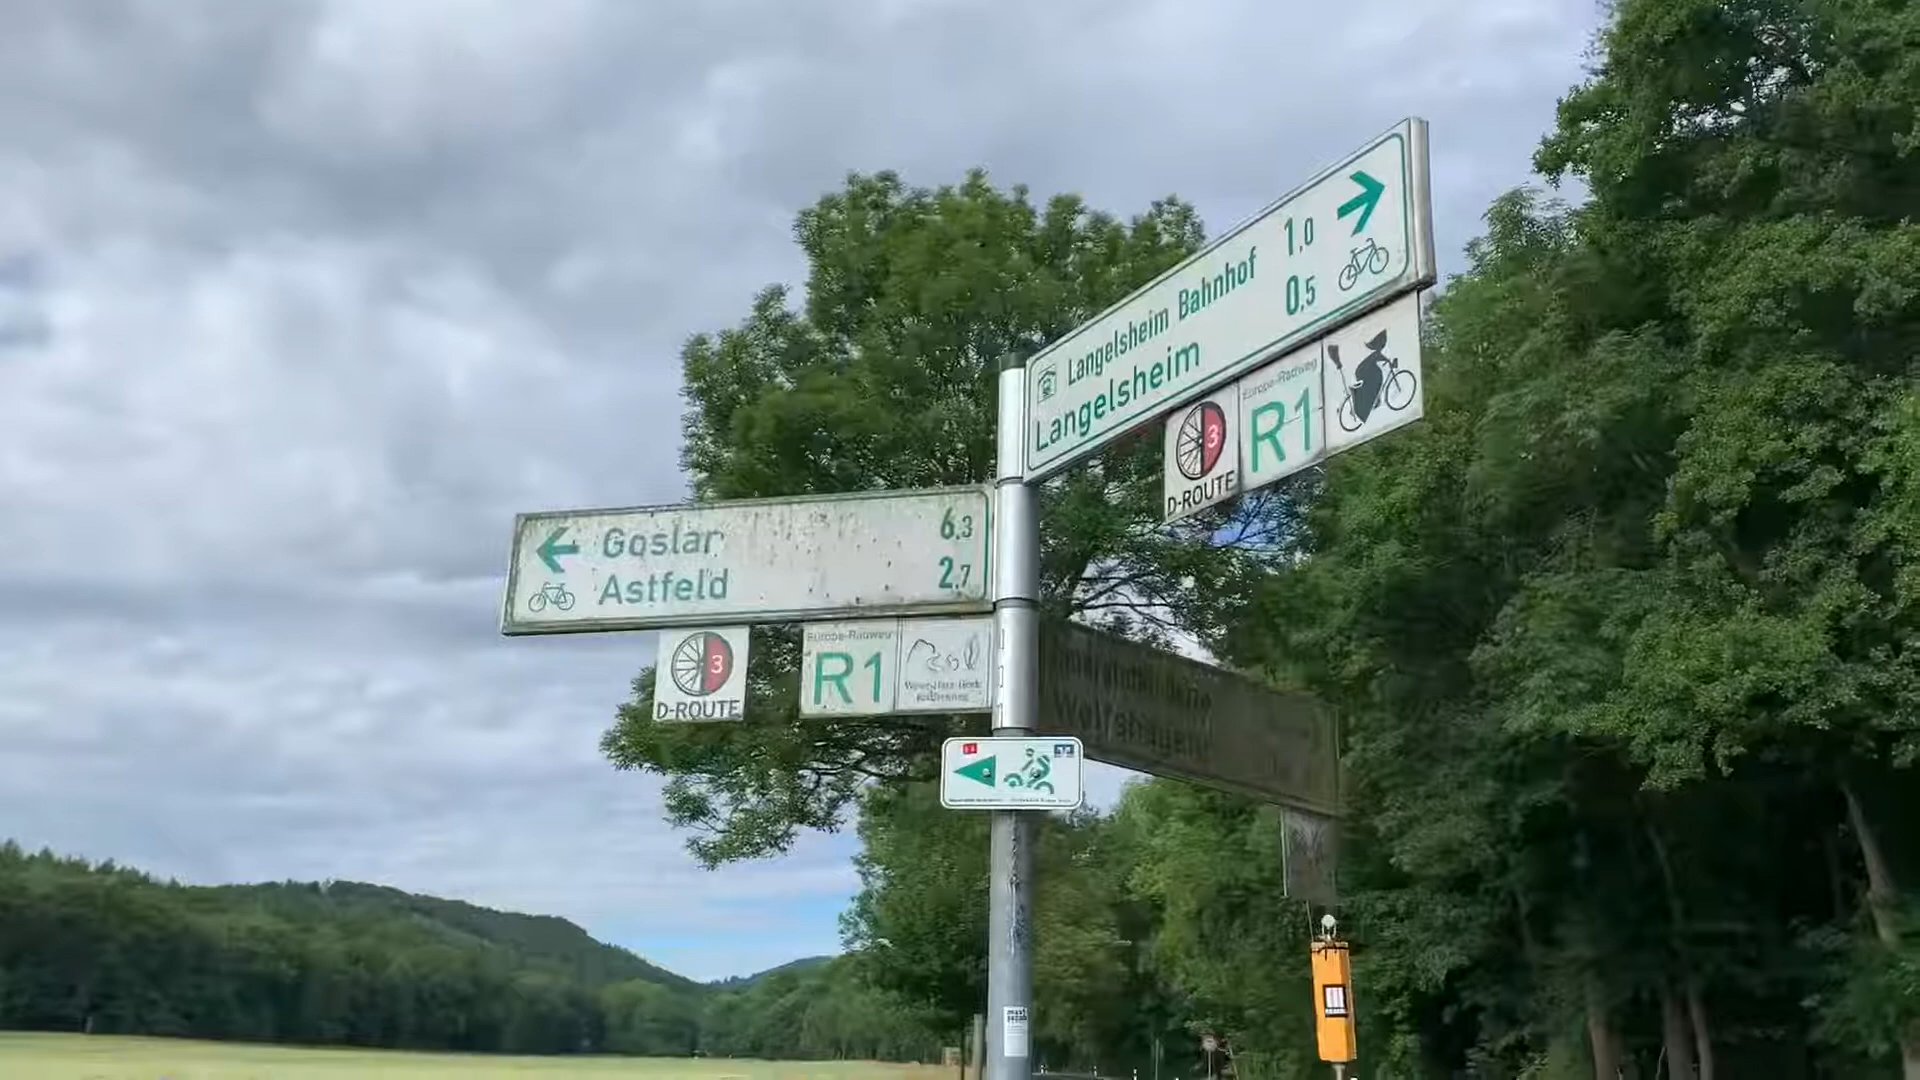 Langelsheim Bahnhof 1,0
Langelsheim 0,5
3
D-ROUTE
Europa-Radweg
R1
Goslar 6,3
Astfeld 2,7
3
D-ROUTE
Europa-Radweg
R1